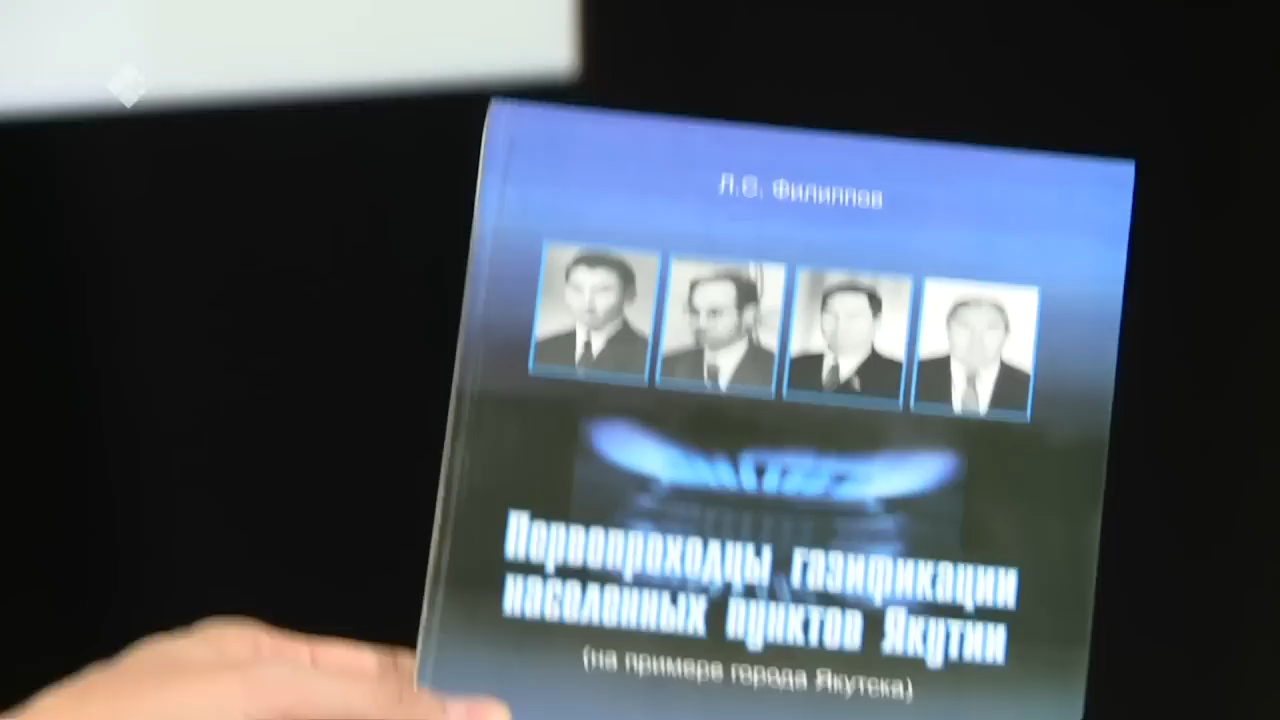 Л.С. Филиппов
Первопроходцы газификации
населенных пунктов Якутии
(на примере города Якутска)